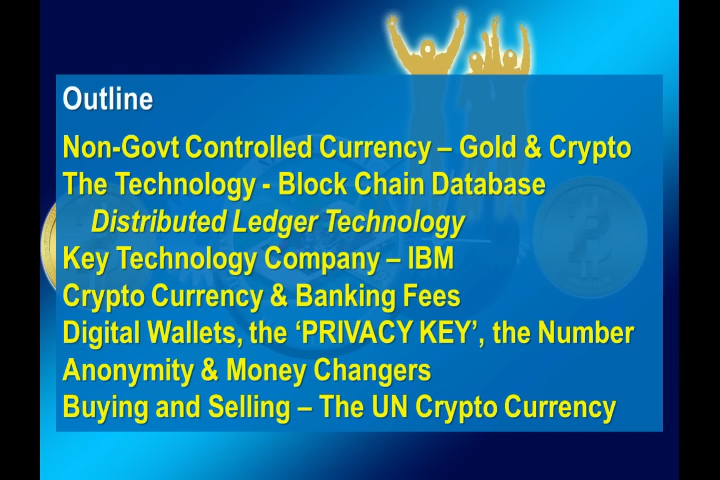 Outline
Non-Govt Controlled Currency – Gold & Crypto
The Technology - Block Chain Database
Distributed Ledger Technology
Key Technology Company – IBM
Crypto Currency & Banking Fees
Digital Wallets, the ‘PRIVACY KEY’, the Number
Anonymity & Money Changers
Buying and Selling – The UN Crypto Currency